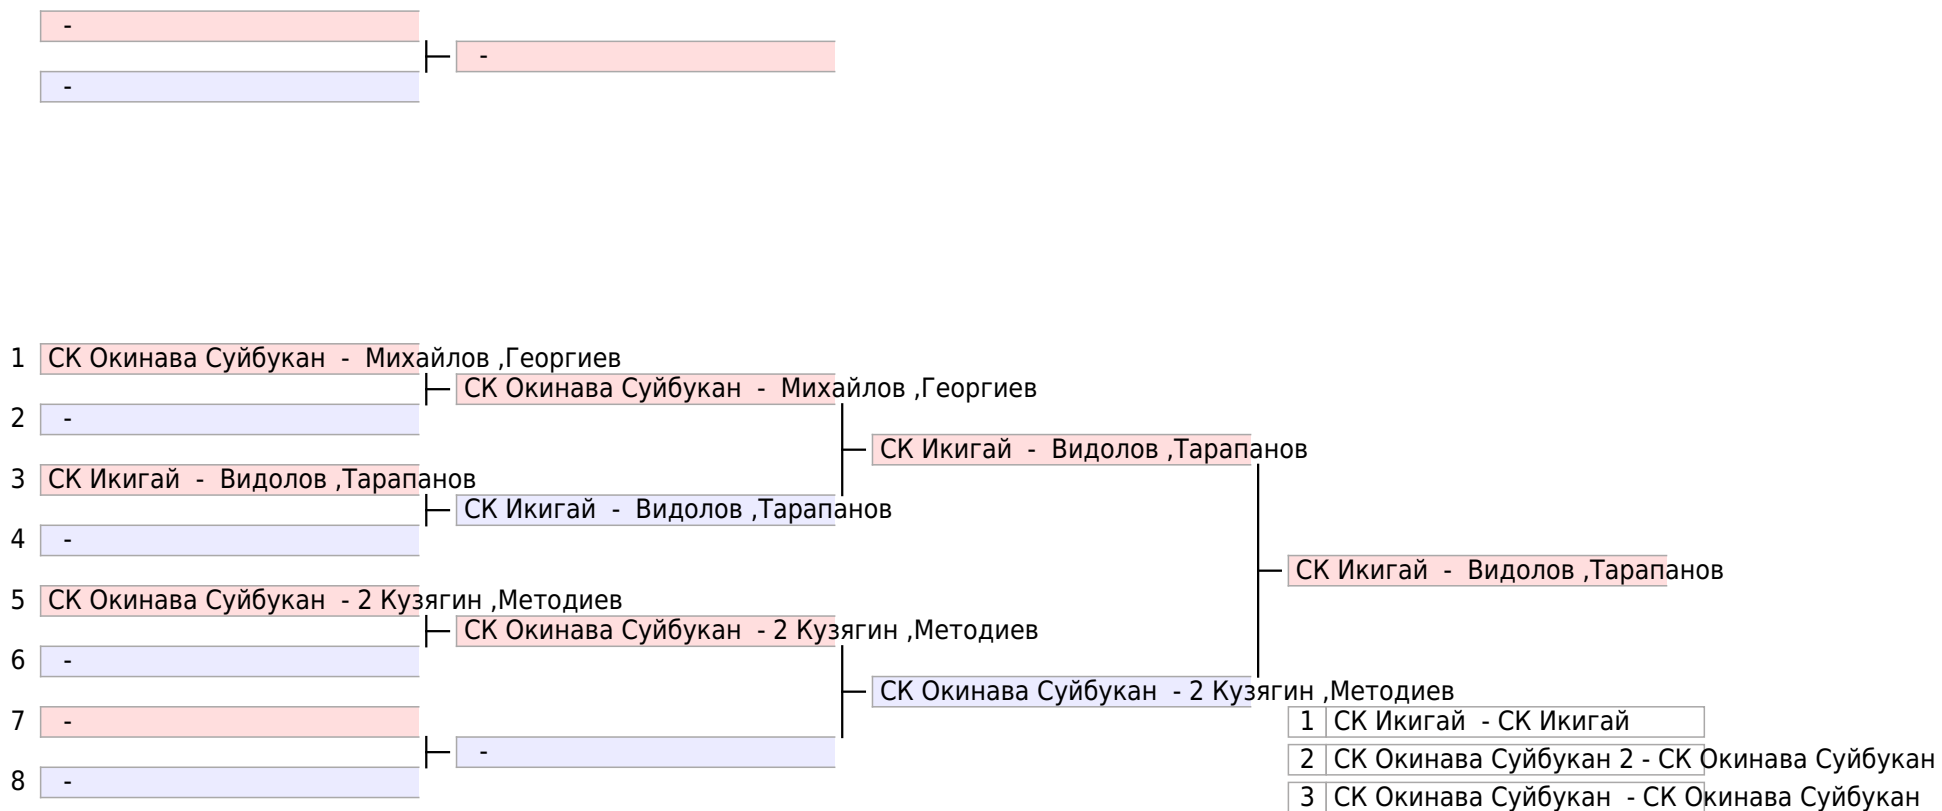 -
-
-
1 СК Окинава Суйбукан - Михайлов ,Георгиев
СК Окинава Суйбукан - Михайлов ,Георгиев
2 -
СК Икигай - Видолов ,Тарапанов
3 СК Икигай - Видолов ,Тарапанов
СК Икигай - Видолов ,Тарапанов
4 -
СК Икигай - Видолов ,Тарапанов
5 СК Окинава Суйбукан - 2 Кузягин ,Методиев
СК Окинава Суйбукан - 2 Кузягин ,Методиев
6 -
СК Окинава Суйбукан - 2 Кузягин ,Методиев
7 -
1 СК Икигай - СК Икигай
-
2 СК Окинава Суйбукан 2 - СК Окинава Суйбукан
8 -
3 СК Окинава Суйбукан - СК Окинава Суйбукан